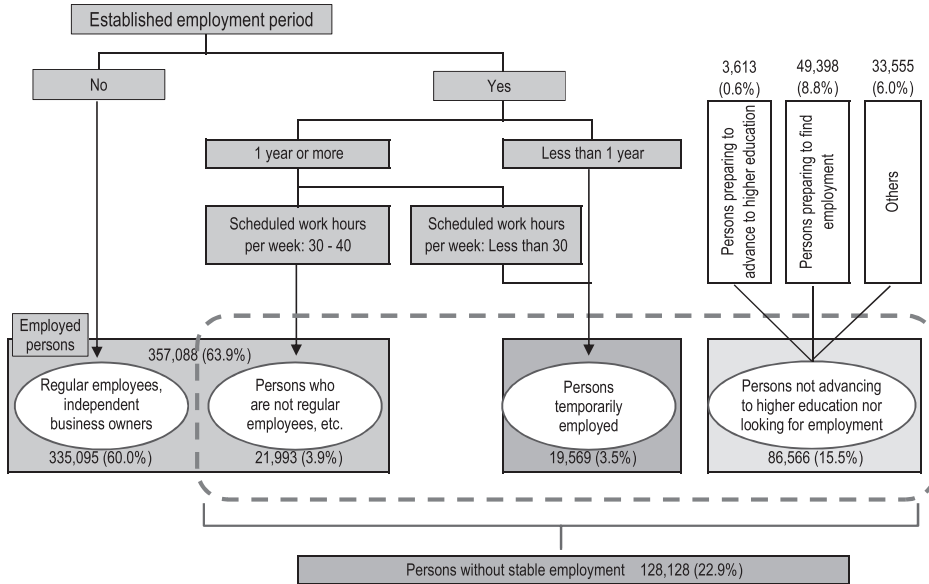 Established employment period
No
Yes
1 year or more
Less than 1 year
Scheduled work hours
per week: 30 - 40
Scheduled work hours
per week: Less than 30
3,613
(0.6%)
49,398
(8.8%)
33,555
(6.0%)
Persons preparing to
advance to higher education
Persons preparing to find
employment
Others
Employed
persons
357,088 (63.9%)
Regular employees,
independent
business owners
335,095 (60.0%)
Persons who
are not regular
employees, etc.
21,993 (3.9%)
Persons
temporarily
employed
19,569 (3.5%)
Persons not advancing
to higher education nor
looking for employment
86,566 (15.5%)
Persons without stable employment 128,128 (22.9%)